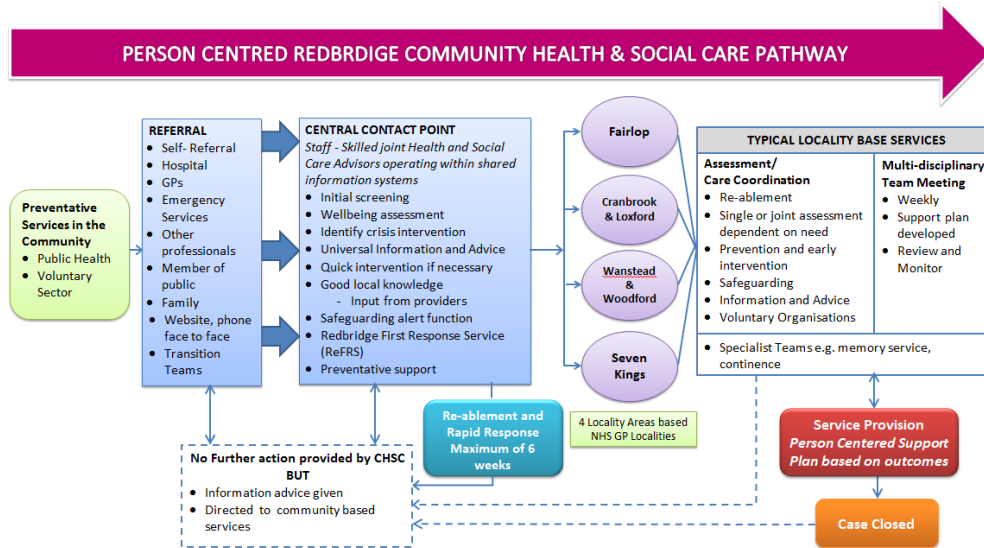 PERSON CENTRED REDBRDIGE COMMUNITY HEALTH & SOCIAL CARE PATHWAY
Preventative
Services in the
Community
• Public Health
• Voluntary
Sector
REFERRAL
• Self-Referral
• Hospital
• GPs
• Emergency
Services
• Other
professionals
• Member of
public
• Family
• Website, phone
face to face
• Transition
Teams
CENTRAL CONTACT POINT
Staff - Skilled joint Health and Social
Care Advisors operating within shared
information systems
• Initial screening
• Wellbeing assessment
• Identify crisis intervention
• Universal Information and Advice
• Quick intervention if necessary
• Good local knowledge
- Input from providers
• Safeguarding alert function
• Redbridge First Response Service
(ReFRS)
• Preventative support
Fairlop
Cranbrook
& Loxford
Wanstead
&
Woodford
Seven
Kings
TYPICAL LOCALITY BASE SERVICES
Assessment/
Care Coordination
• Re-ablement
• Single or joint assessment
dependent on need
• Prevention and early
intervention
• Safeguarding
• Information and Advice
• Voluntary Organisations
Multi-disciplinary
Team Meeting
• Weekly
• Support plan
developed
• Review and
Monitor
• Specialist Teams e.g. memory service,
continence
Re-ablement and
Rapid Response
Maximum of 6
weeks
4 Locality Areas based
NHS GP Localities
Service Provision
Person Centered Support
Plan based on outcomes
No Further action provided by CHSC
BUT
• Information advice given
• Directed to community based
services
Case Closed